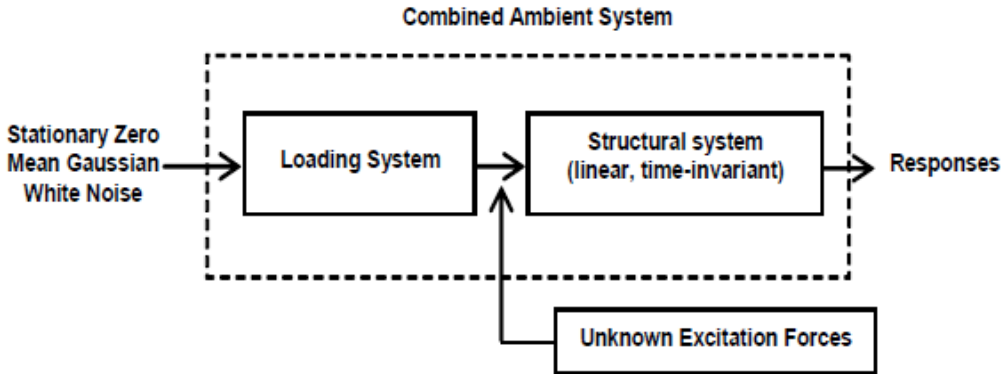 Combined Ambient System
Stationary Zero
Mean Gaussian
White Noise
Loading System
Structural system
(linear, time-invariant)
Responses
Unknown Excitation Forces